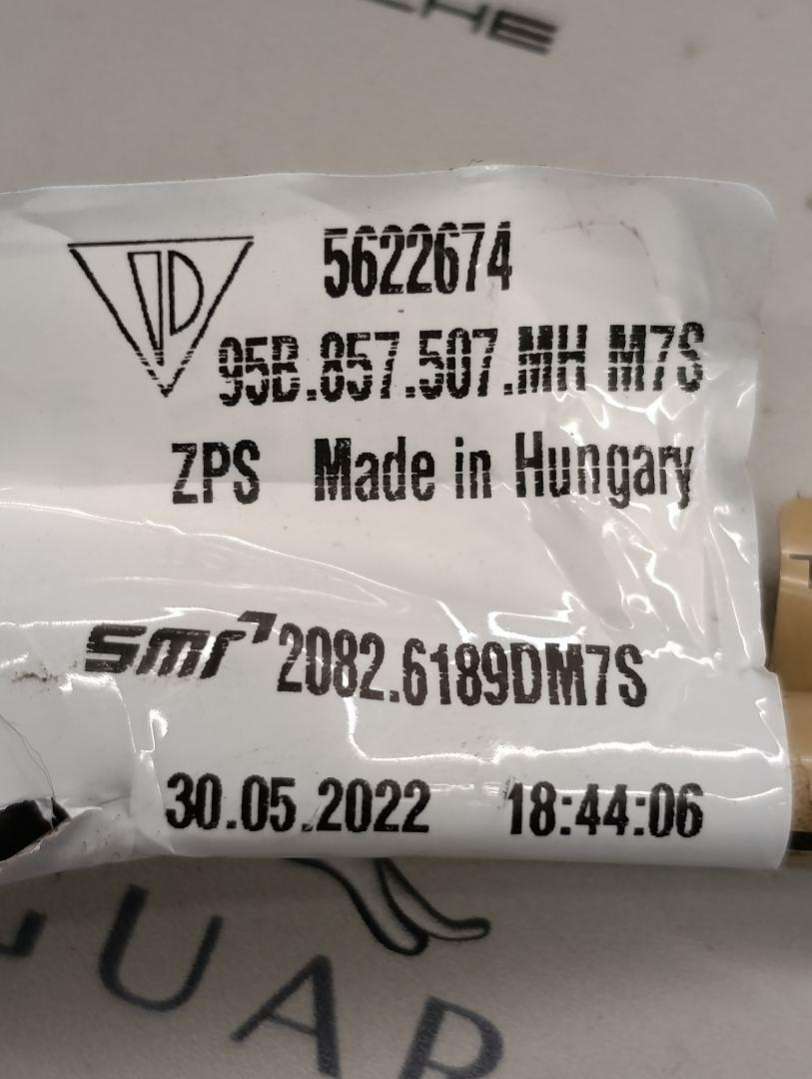 5622674
95B.857.507.MH M7S
ZPS Made in Hungary
smr 2082.6189DM7S
30.05.2022 18:44:06